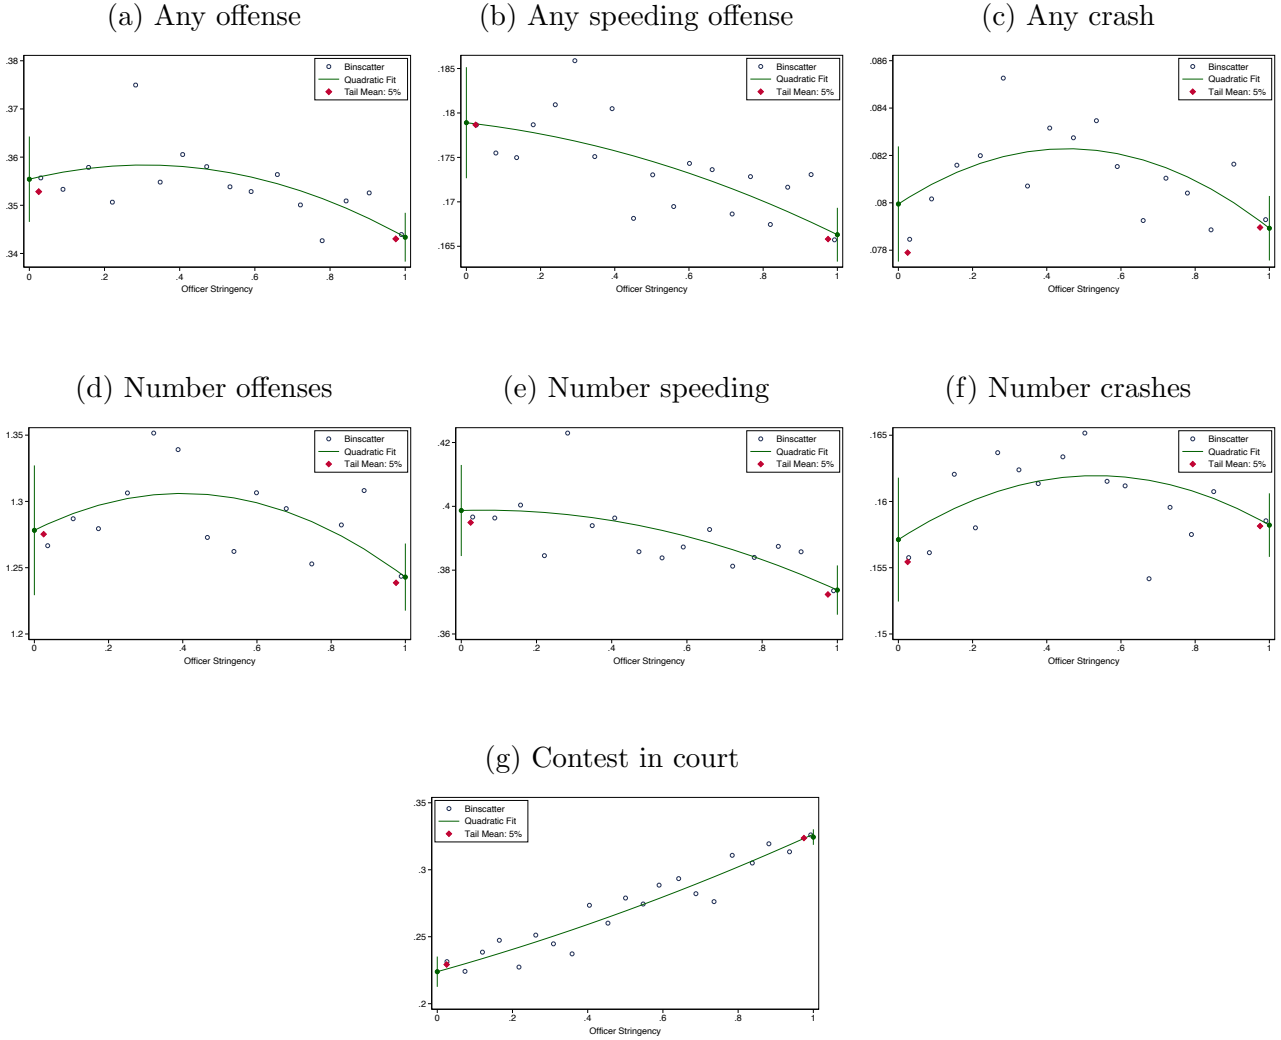 (a) Any offense
(b) Any speeding offense
(c) Any crash
.38
.37
.36
.35
.34
Binscatter
Quadratic Fit
Tail Mean: 5%
0
.2
.4
.6
.8
1
Officer Stringency
.185
.18
.175
.17
.165
Binscatter
Quadratic Fit
Tail Mean: 5%
0
.2
.4
.6
.8
1
Officer Stringency
.086
.084
.082
.08
.078
Binscatter
Quadratic Fit
Tail Mean: 5%
0
.2
.4
.6
.8
1
Officer Stringency
(d) Number offenses
(e) Number speeding
(f) Number crashes
1.35
1.3
1.25
1.2
Binscatter
Quadratic Fit
Tail Mean: 5%
0
.2
.4
.6
.8
1
Officer Stringency
.42
.4
.38
.36
Binscatter
Quadratic Fit
Tail Mean: 5%
0
.2
.4
.6
.8
1
Officer Stringency
.165
.16
.155
.15
Binscatter
Quadratic Fit
Tail Mean: 5%
0
.2
.4
.6
.8
1
Officer Stringency
(g) Contest in court
.35
.3
.25
.2
Binscatter
Quadratic Fit
Tail Mean: 5%
0
.2
.4
.6
.8
1
Officer Stringency